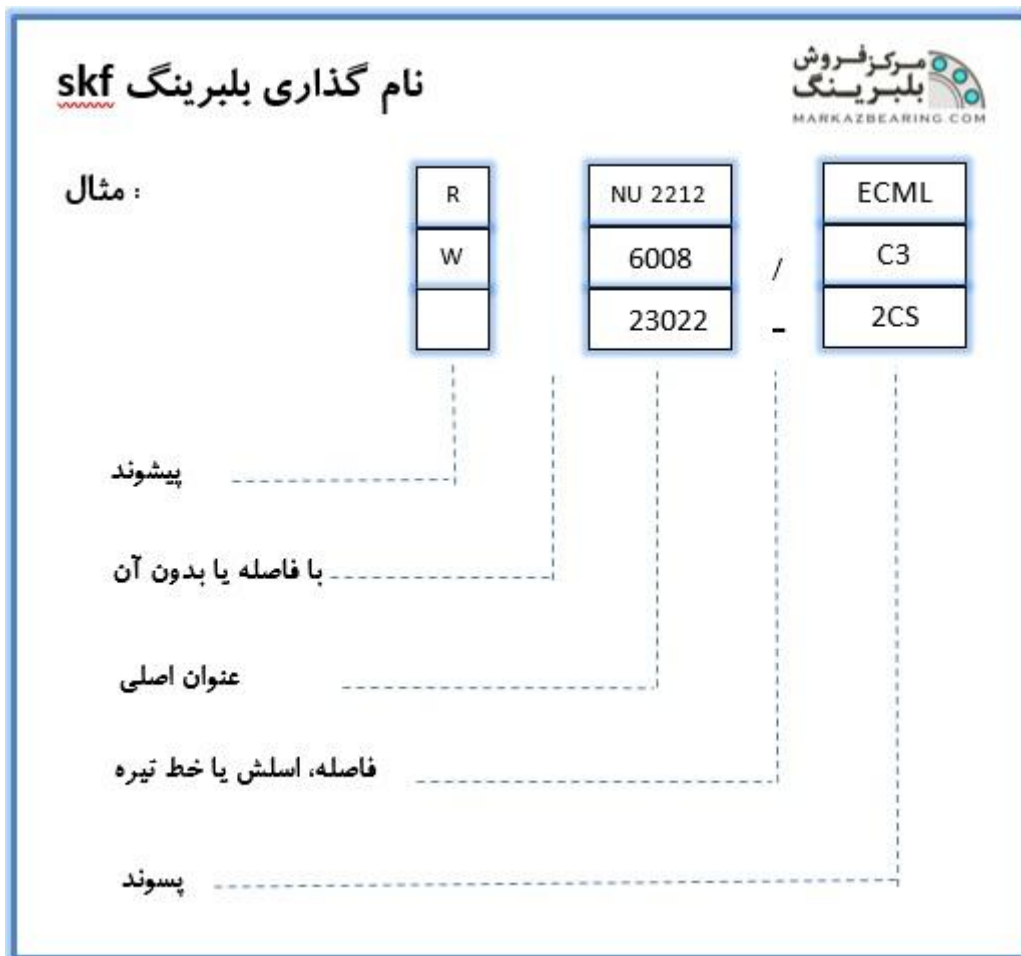 نام گذاری بلبرینگ skf
مرکز فروش
بلبرینگ
MARKAZBEARING.COM
مثال :
R NU 2212 ECML
W 6008 / C3
23022 - 2CS
پیشوند
با فاصله یا بدون آن
عنوان اصلی
فاصله، اسلش یا خط تیره
پسوند